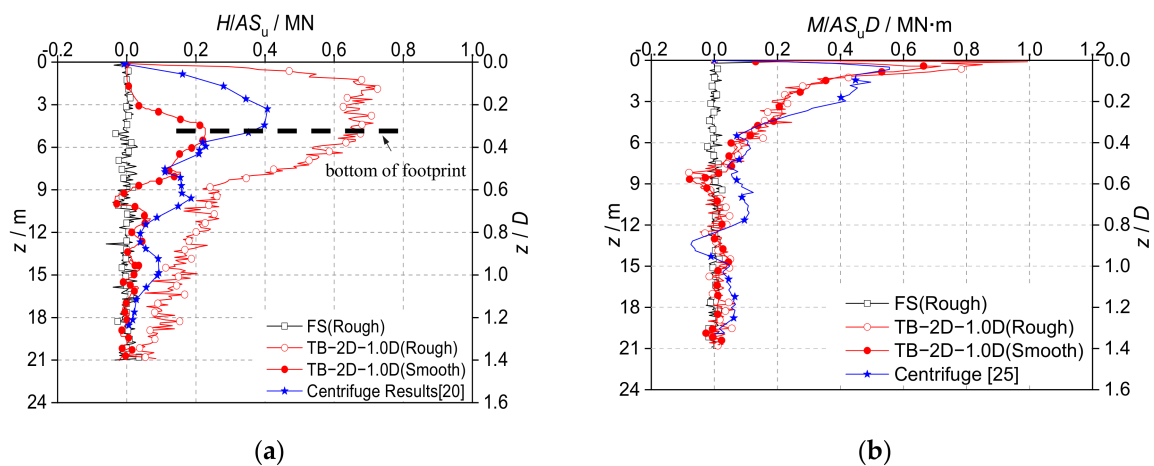 H/ASu / MN
-0.2 0.0 0.2 0.4 0.6 0.8 1.0
0 0.0
3 0.2
6 0.4
bottom of footprint
9 0.6
z / m z / D
12 0.8
15 1.0
18 1.2
21 1.4
24 1.6
FS(Rough)
TB-2D-1.0D(Rough)
TB-2D-1.0D(Smooth)
Centrifuge Results[20]
(a)
M/ASuD / MN·m
-0.2 0.0 0.2 0.4 0.6 0.8 1.0 1.2
0 0.0
3 0.2
6 0.4
9 0.6
z / m z / D
12 0.8
15 1.0
18 1.2
21 1.4
24 1.6
FS(Rough)
TB-2D-1.0D(Rough)
TB-2D-1.0D(Smooth)
Centrifuge [25]
(b)